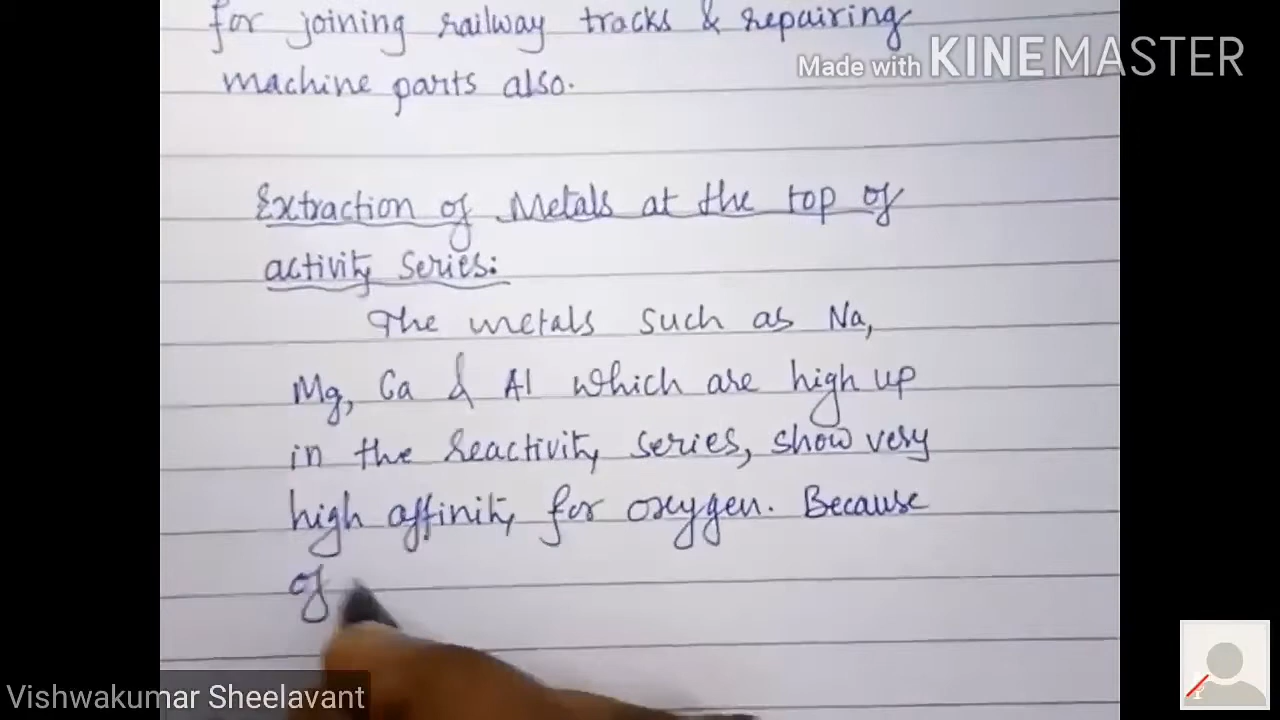 for joining railway tracks & repairing
Made with KINEMASTER
machine parts also.
Extraction of Metals at the top of
activity series:
The metals such as Na,
Mg, Ca & Al which are high up
in the reactivity series, show very
high affinity for oxygen. Because
of
Vishwakumar Sheelavant